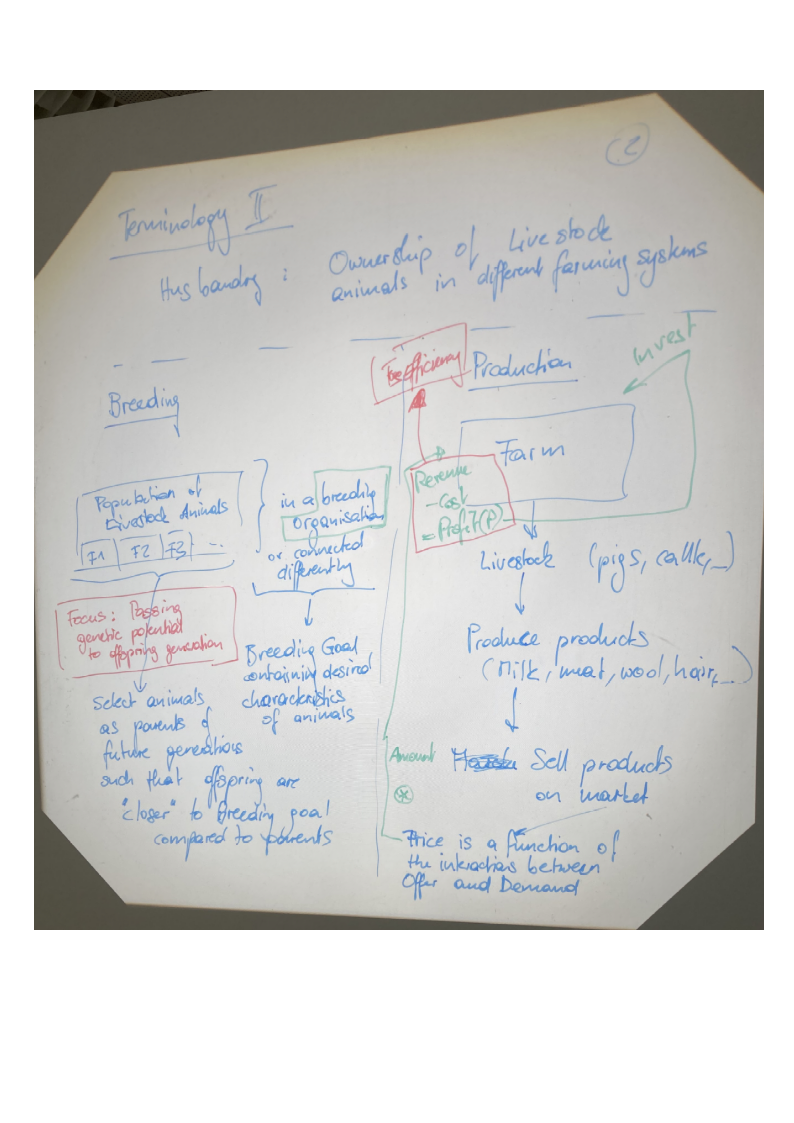 2
Terminology II
Husbandry : Ownership of Livestock
animals in different farming systems
Breeding
Population of
Livestock Animals
F1 F2 F3 ...
in a breeding
organisation
or connected
differently
Focus: Passing
genetic potential
to offspring generation
Select animals
as parents of
future generations
such that offspring are
"closer" to Breeding goal
compared to parents
Breeding Goal
containing desired
characteristics
of animals
efficiency
Production
invest
Farm
Revenue
- Cost
= Profit (P)
Livestock (pigs, cattle, ...)
Produce products
(Milk, meat, wool, hair, ...)
Amount
Sell products
on market
Price is a function of
the interactions between
Offer and Demand